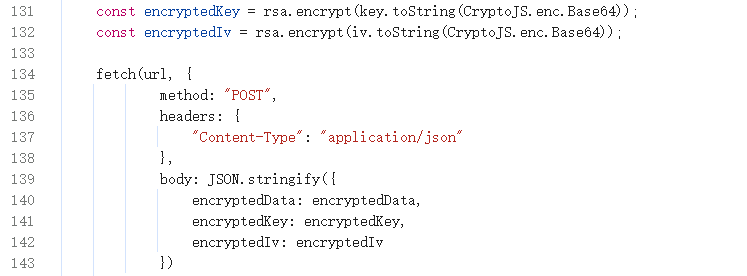 131 const encryptedKey = rsa.encrypt(key.toString(CryptoJS.enc.Base64));
132 const encryptedIv = rsa.encrypt(iv.toString(CryptoJS.enc.Base64));
133
134 fetch(url, {
135 method: "POST",
136 headers: {
137 "Content-Type": "application/json"
138 },
139 body: JSON.stringify({
140 encryptedData: encryptedData,
141 encryptedKey: encryptedKey,
142 encryptedIv: encryptedIv
143 })